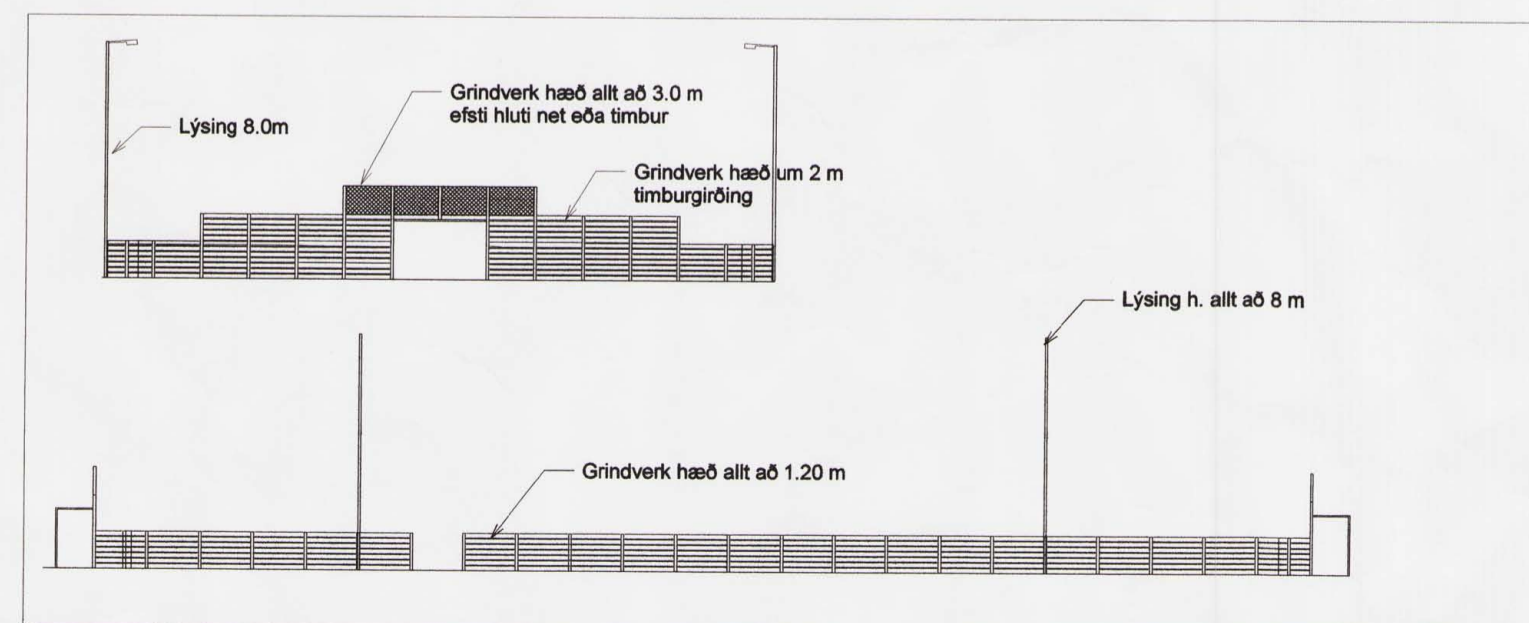 Grindverk hæð allt að 3.0 m
efsti hluti net eða timbur
Lýsing 8.0m
Grindverk hæð um 2 m
timburgirðing
Lýsing h. allt að 8 m
Grindverk hæð allt að 1.20 m